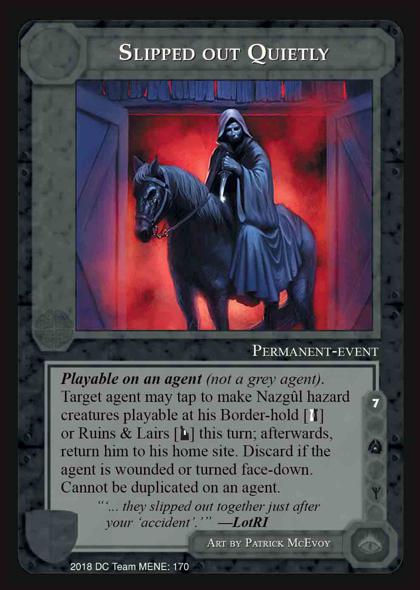 Slipped out Quietly
Permanent-event
Playable on an agent (not a grey agent).
Target agent may tap to make Nazgûl hazard
creatures playable at his Border-hold [ ]
or Ruins & Lairs [ ] this turn; afterwards,
return him to his home site. Discard if the
agent is wounded or turned face-down.
Cannot be duplicated on an agent.
7
“‘... they slipped out together just after
your ‘accident’.’” —LotRI
Art by Patrick McEvoy
2018 DC Team MENE: 170